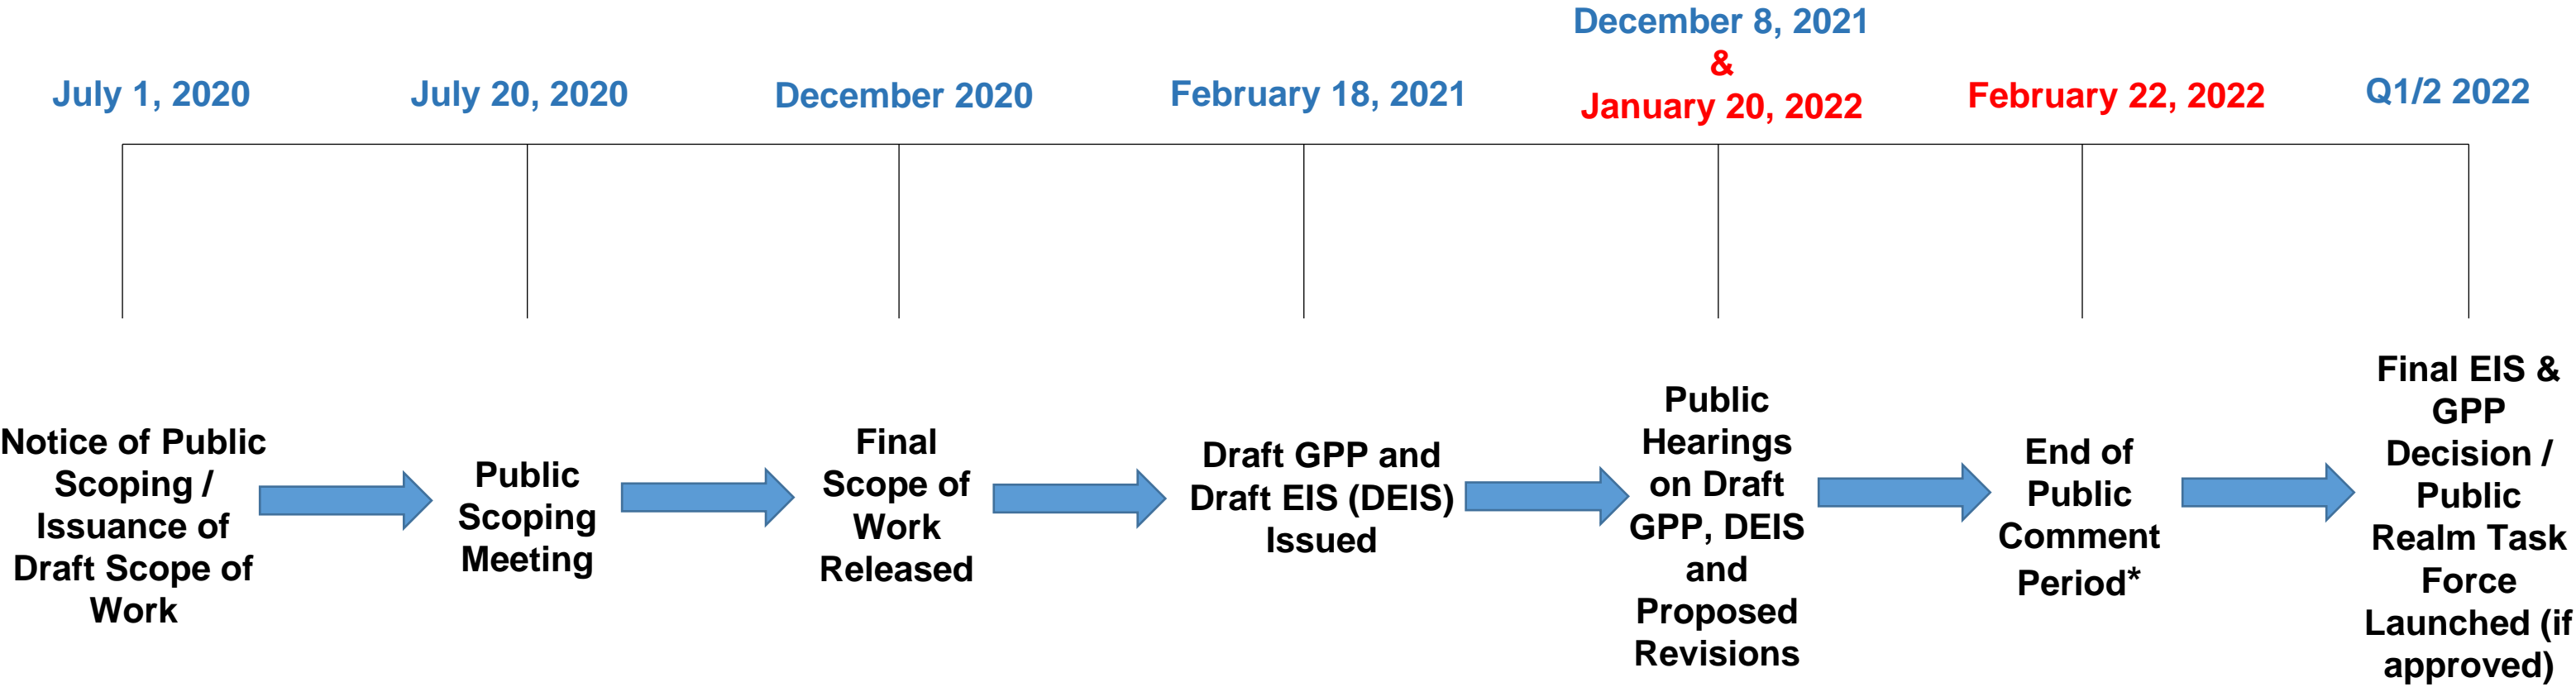 July 1, 2020
July 20, 2020
December 2020
February 18, 2021
December 8, 2021
&
January 20, 2022
February 22, 2022
Q1/2 2022
Notice of Public
Scoping /
Issuance of
Draft Scope of
Work
Public
Scoping
Meeting
Final
Scope of
Work
Released
Draft GPP and
Draft EIS (DEIS)
Issued
Public
Hearings
on Draft
GPP, DEIS
and
Proposed
Revisions
End of
Public
Comment
Period*
Final EIS &
GPP
Decision /
Public
Realm Task
Force
Launched (if
approved)